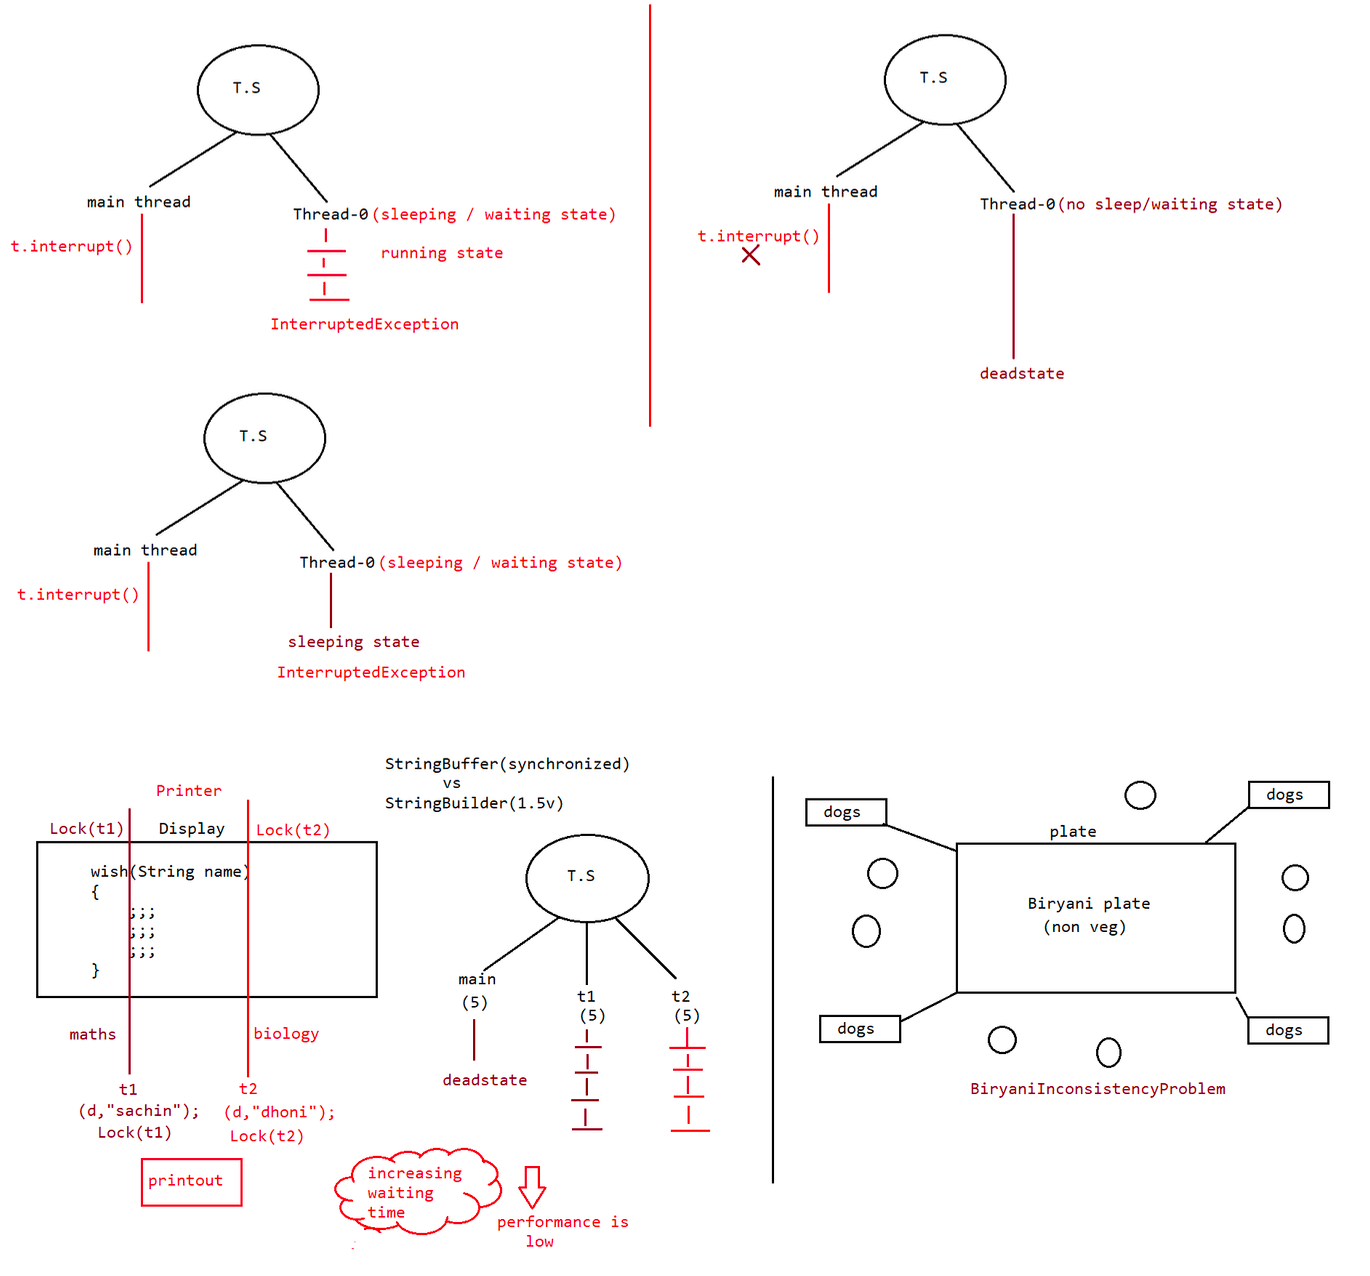 T.S
main thread
Thread-0(sleeping / waiting state)
t.interrupt()
running state
InterruptedException
T.S
main thread
Thread-0(no sleep/waiting state)
t.interrupt()
deadstate
T.S
main thread
Thread-0(sleeping / waiting state)
t.interrupt()
sleeping state
InterruptedException
Printer
Lock(t1)
Display
Lock(t2)
wish(String name)
{
;;;
;;;
;;;
}
maths
biology
t1
t2
(d,"sachin");
(d,"dhoni");
Lock(t1)
Lock(t2)
printout
StringBuffer(synchronized)
vs
StringBuilder(1.5v)
T.S
main
(5)
t1
(5)
t2
(5)
deadstate
increasing
waiting
time
performance is
low
dogs
dogs
plate
Biryani plate
(non veg)
dogs
dogs
BiryaniInconsistencyProblem